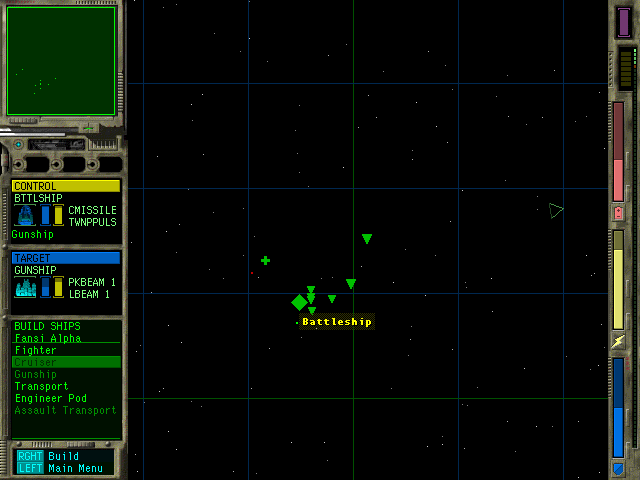 CONTROL
BTTLSHIP
CMISSILE
TWNPPULS
Gunship
TARGET
GUNSHIP
PKBEAM 1
LBEAM 1
BUILD SHIPS
Fansi Alpha
Fighter
Cruiser
Gunship
Transport
Engineer Pod
Assault Transport
RGHT Build
LEFT Main Menu
Battleship